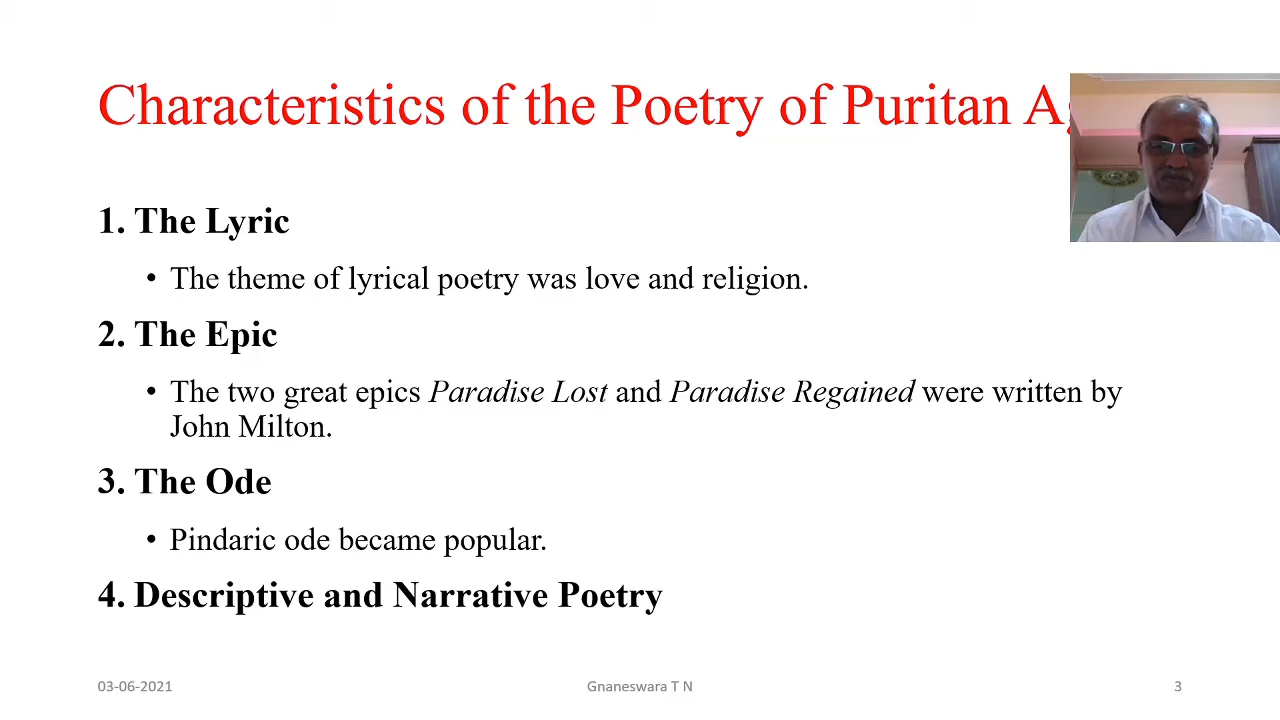 Characteristics of the Poetry of Puritan
1. The Lyric
• The theme of lyrical poetry was love and religion.
2. The Epic
• The two great epics Paradise Lost and Paradise Regained were written by
John Milton.
3. The Ode
• Pindaric ode became popular.
4. Descriptive and Narrative Poetry
03-06-2021
Gnaneswara T N
3